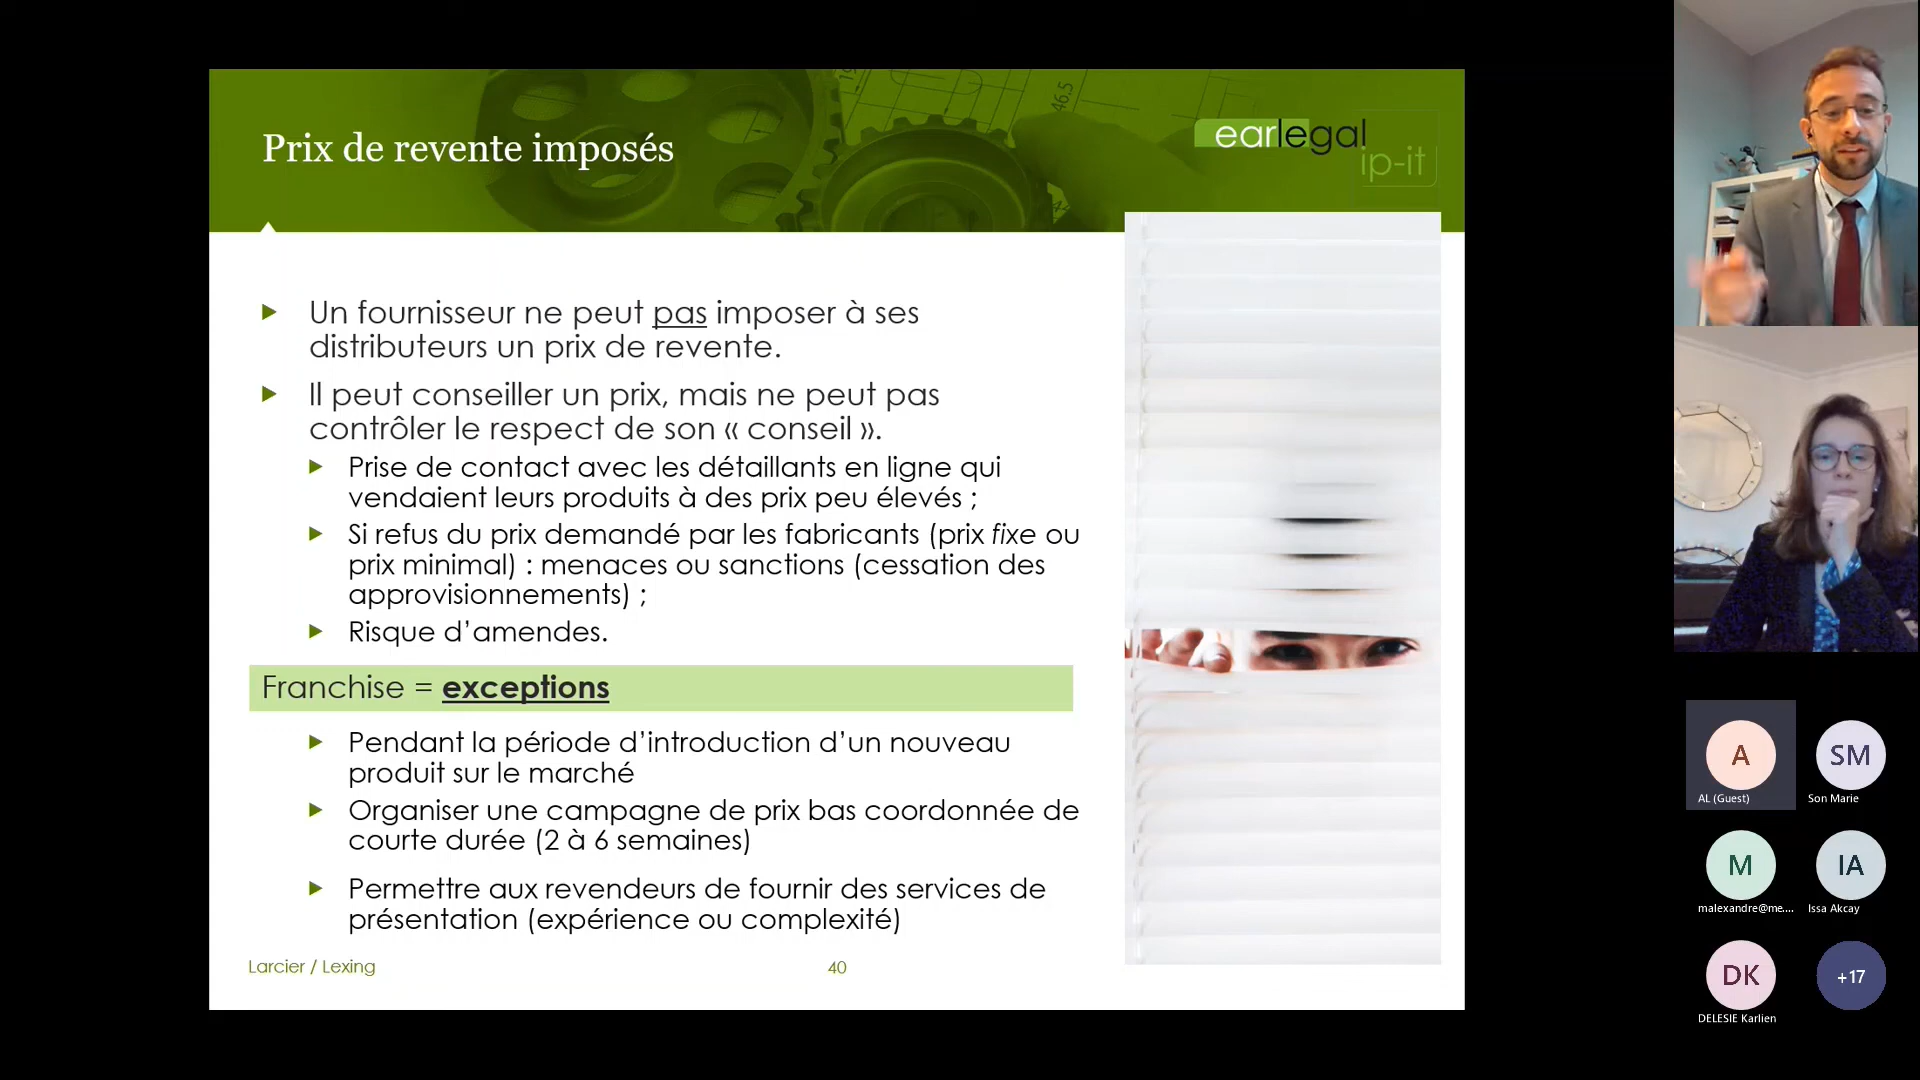 Prix de revente imposés
earlegal
ip-it
46,5
Un fournisseur ne peut pas imposer à ses
distributeurs un prix de revente.
Il peut conseiller un prix, mais ne peut pas
contrôler le respect de son « conseil ».
Prise de contact avec les détaillants en ligne qui
vendaient leurs produits à des prix peu élevés ;
Si refus du prix demandé par les fabricants (prix fixe ou
prix minimal) : menaces ou sanctions (cessation des
approvisionnements) ;
Risque d’amendes.
Franchise = exceptions
Pendant la période d’introduction d’un nouveau
produit sur le marché
Organiser une campagne de prix bas coordonnée de
courte durée (2 à 6 semaines)
Permettre aux revendeurs de fournir des services de
présentation (expérience ou complexité)
Larcier / Lexing
40
A
AL (Guest)
SM
Son Marie
M
malexandre@me....
IA
Issa Akcay
DK
DELESIE Karlien
+17